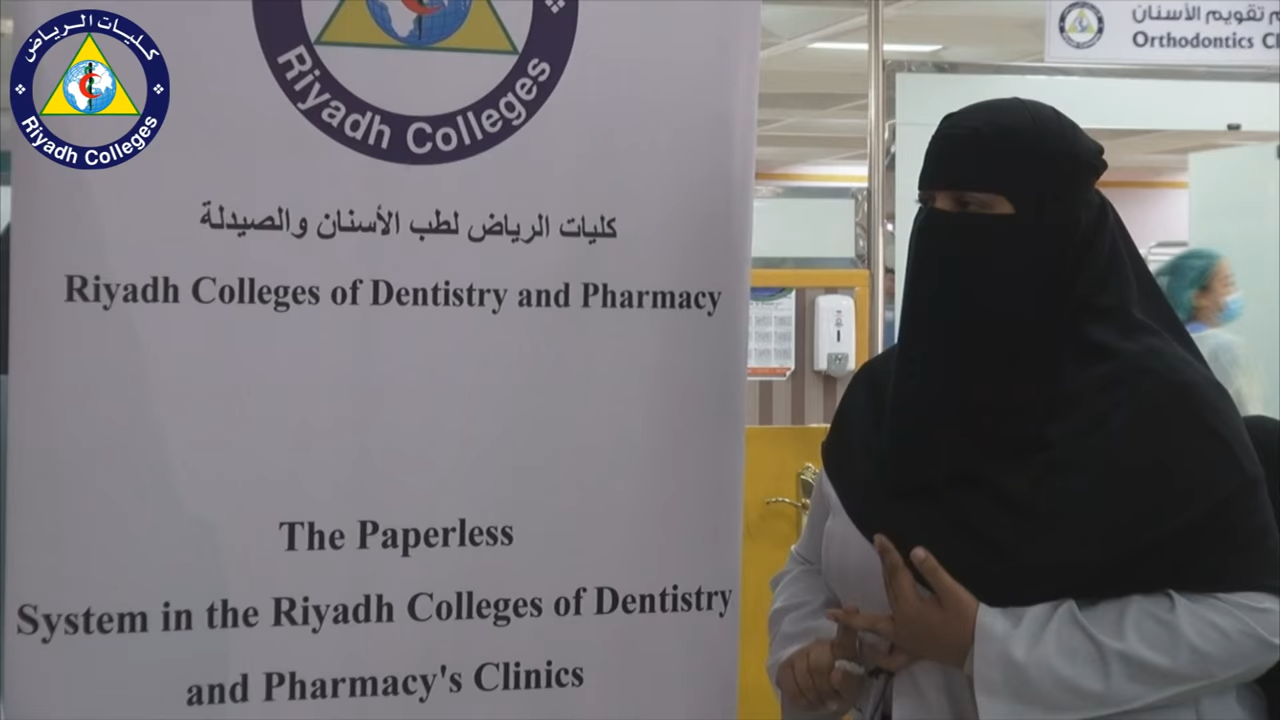 كليات الرياض
Riyadh Colleges
Riyadh Colleges
كليات الرياض لطب الأسنان والصيدلة
Riyadh Colleges of Dentistry and Pharmacy
The Paperless
System in the Riyadh Colleges of Dentistry
and Pharmacy's Clinics
تقويم الأسنان
Orthodontics